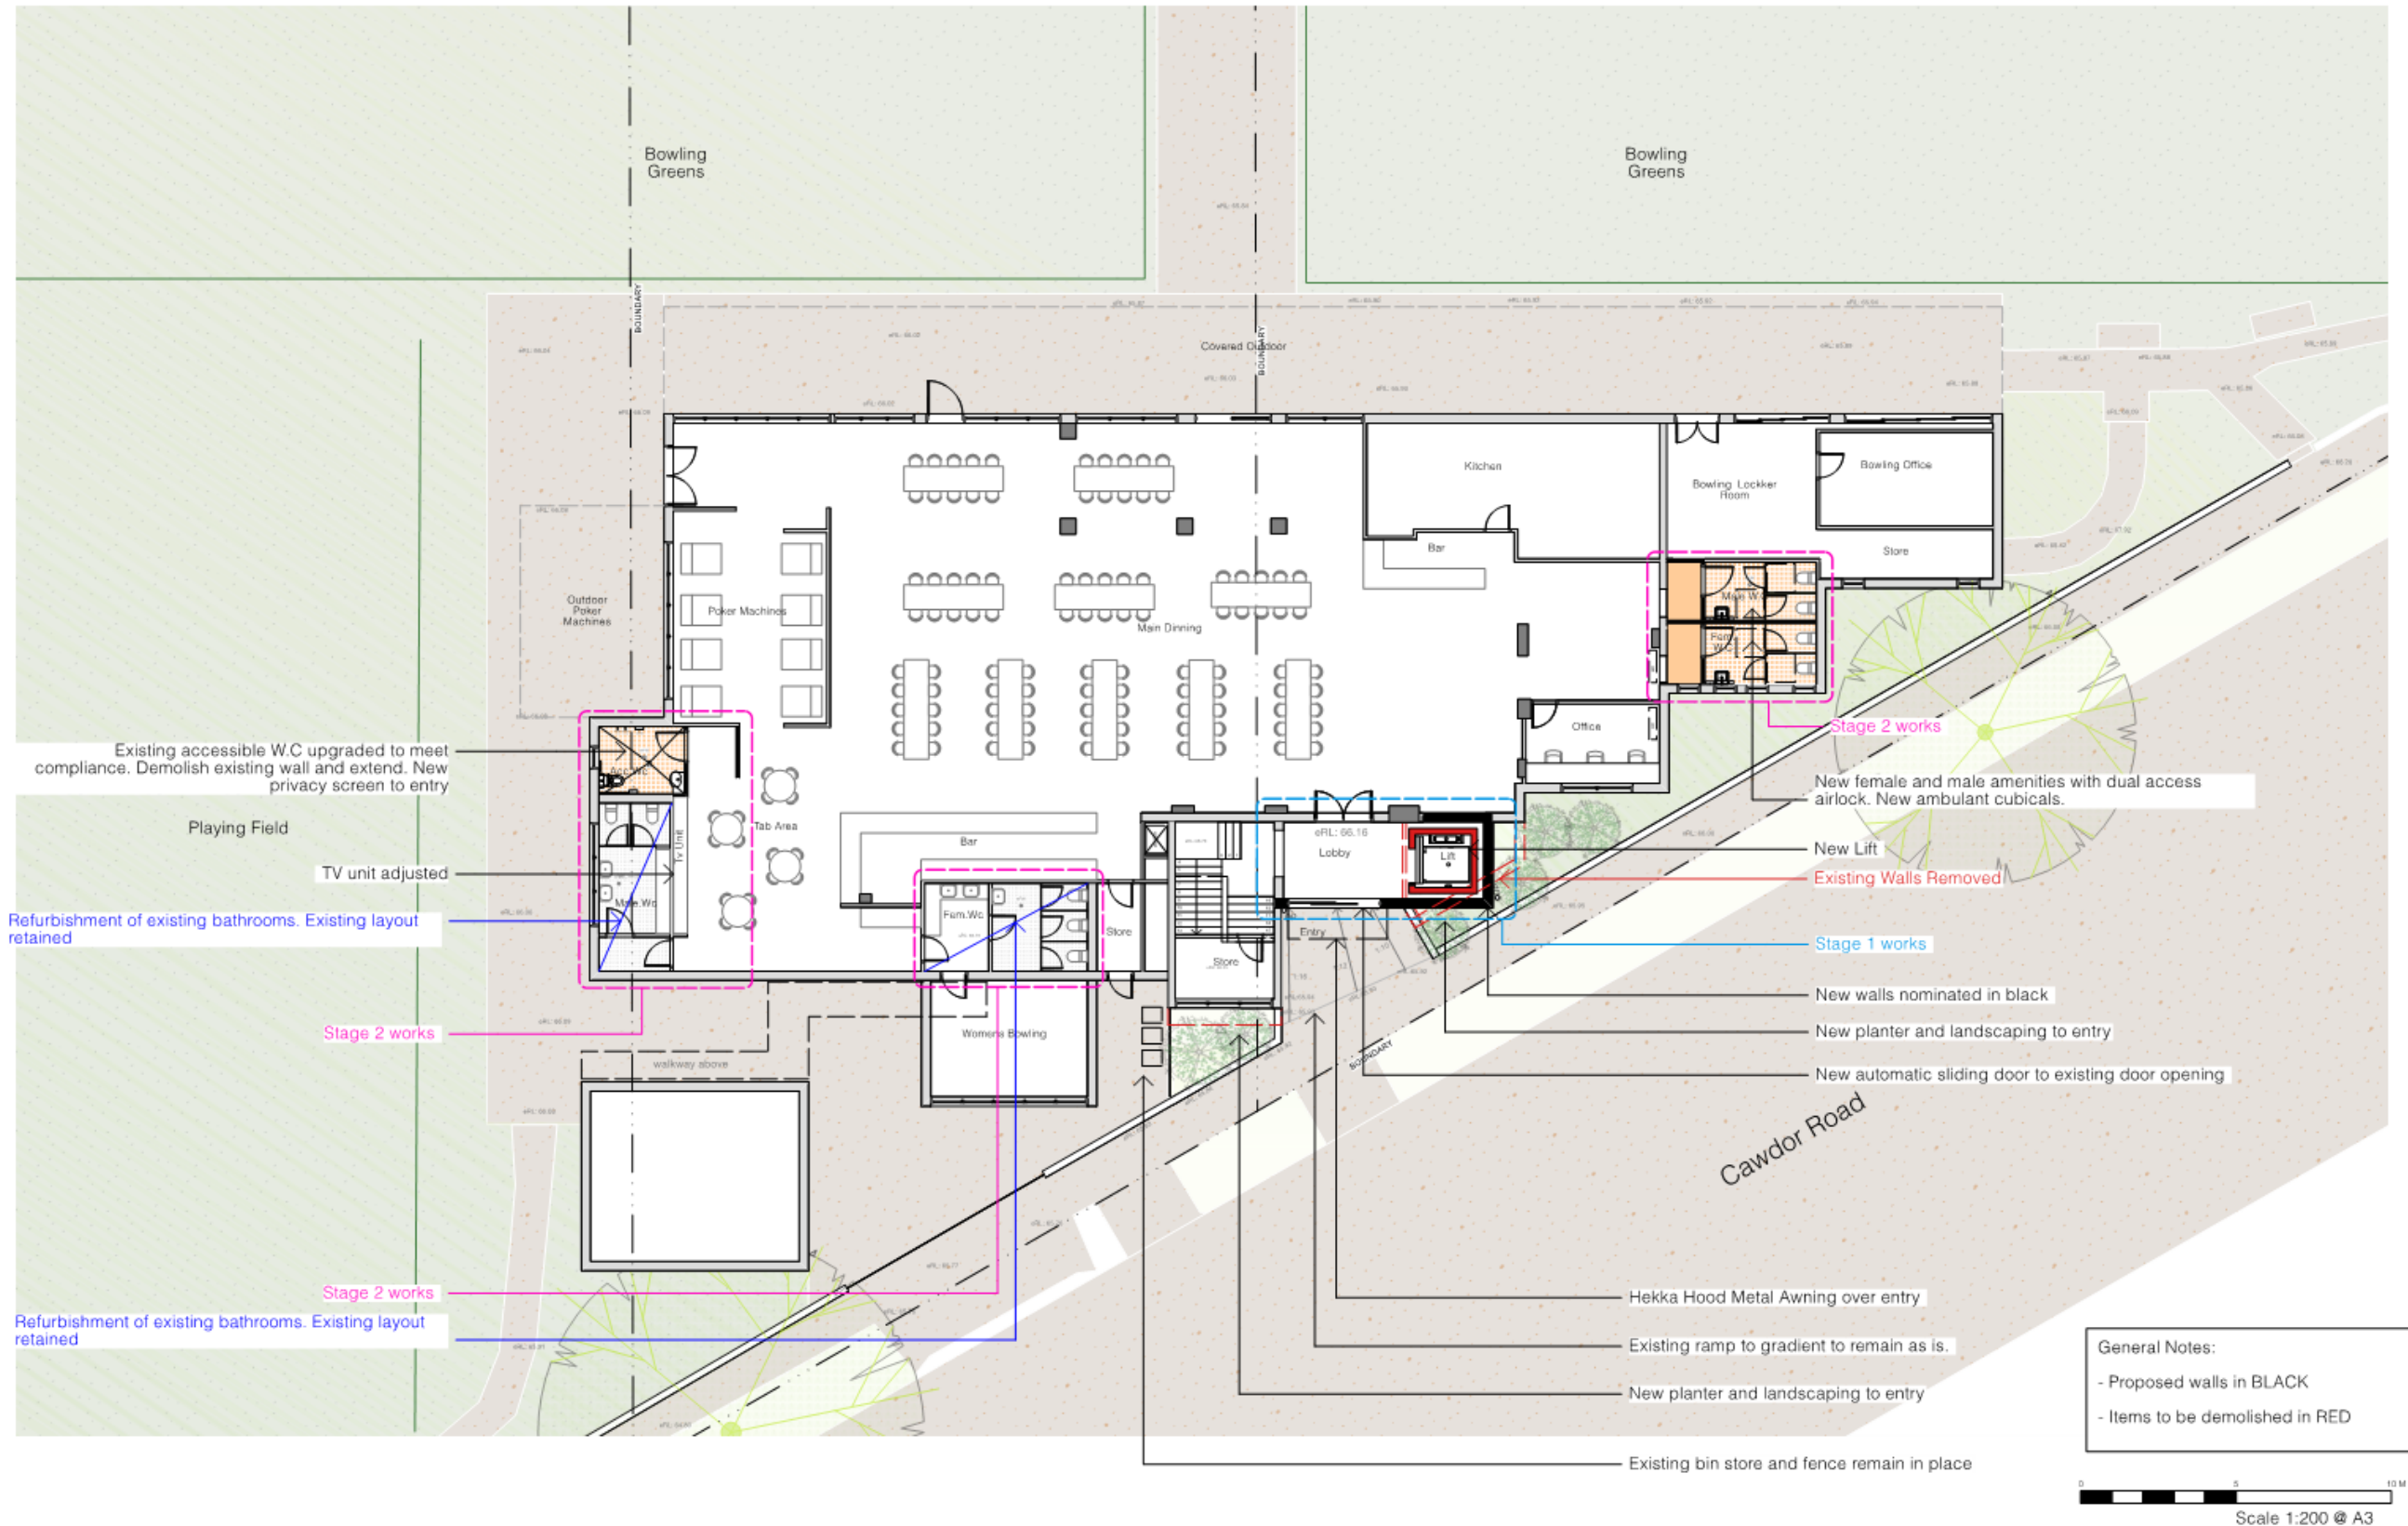 Bowling
Greens
Bowling
Greens
BOUNDARY
BOUNDARY
Covered Outdoor
Kitchen
Bowling Lockker
Room
Bowling Office
Store
Bar
Outdoor
Poker
Machines
Poker Machines
Main Dinning
Male W.C
Fem
W.C
Office
Stage 2 works
Existing accessible W.C upgraded to meet
compliance. Demolish existing wall and extend. New
privacy screen to entry
Acc.Wc
New female and male amenities with dual access
airlock. New ambulant cubicals.
Playing Field
Tab Area
Tv Unit
Bar
eRL: 66.16
Lobby
Lift
New Lift
TV unit adjusted
Existing Walls Removed
Male.Wc
Fem.Wc
Refurbishment of existing bathrooms. Existing layout
retained
Store
Entry
Stage 1 works
Store
New walls nominated in black
Stage 2 works
Womens Bowling
New planter and landscaping to entry
walkway above
BOUNDARY
New automatic sliding door to existing door opening
Cawdor Road
Stage 2 works
Hekka Hood Metal Awning over entry
Refurbishment of existing bathrooms. Existing layout
retained
Existing ramp to gradient to remain as is.
New planter and landscaping to entry
Existing bin store and fence remain in place
General Notes:
- Proposed walls in BLACK
- Items to be demolished in RED
0 5 10 M
Scale 1:200 @ A3